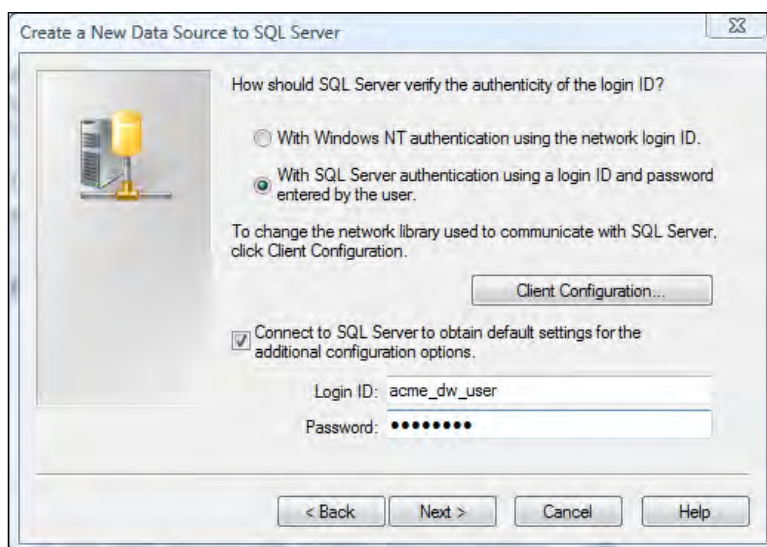 Create a New Data Source to SQL Server
How should SQL Server verify the authenticity of the login ID?
With Windows NT authentication using the network login ID.
With SQL Server authentication using a login ID and password
entered by the user.
To change the network library used to communicate with SQL Server,
click Client Configuration.
Client Configuration...
Connect to SQL Server to obtain default settings for the
additional configuration options.
Login ID: acme_dw_user
Password: ●●●●●●●●
< Back Next > Cancel Help